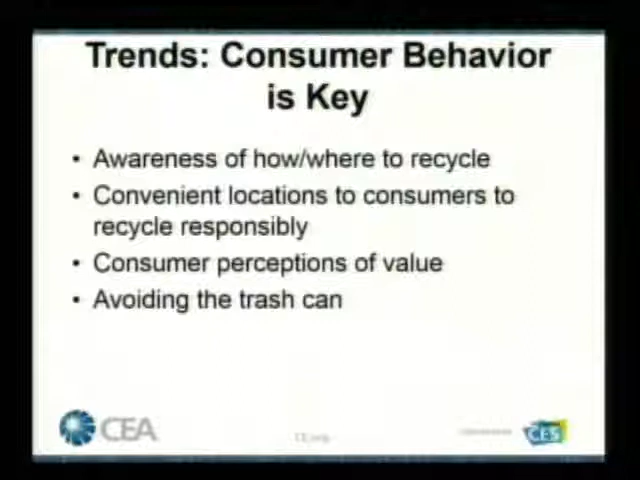 Trends: Consumer Behavior
is Key
• Awareness of how/where to recycle
• Convenient locations to consumers to
recycle responsibly
• Consumer perceptions of value
• Avoiding the trash can
CEA
CES